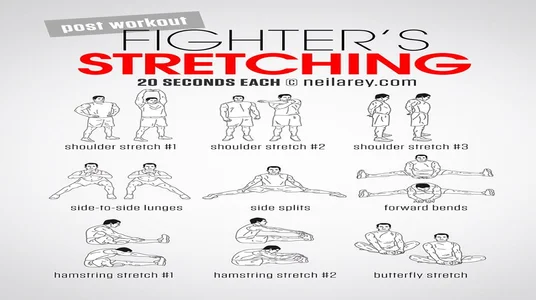 post workout
FIGHTER'S
STRETCHING
20 SECONDS EACH © neilarey.com
shoulder stretch #1
shoulder stretch #2
shoulder stretch #3
side-to-side lunges
side splits
forward bends
hamstring stretch #1
hamstring stretch #2
butterfly stretch